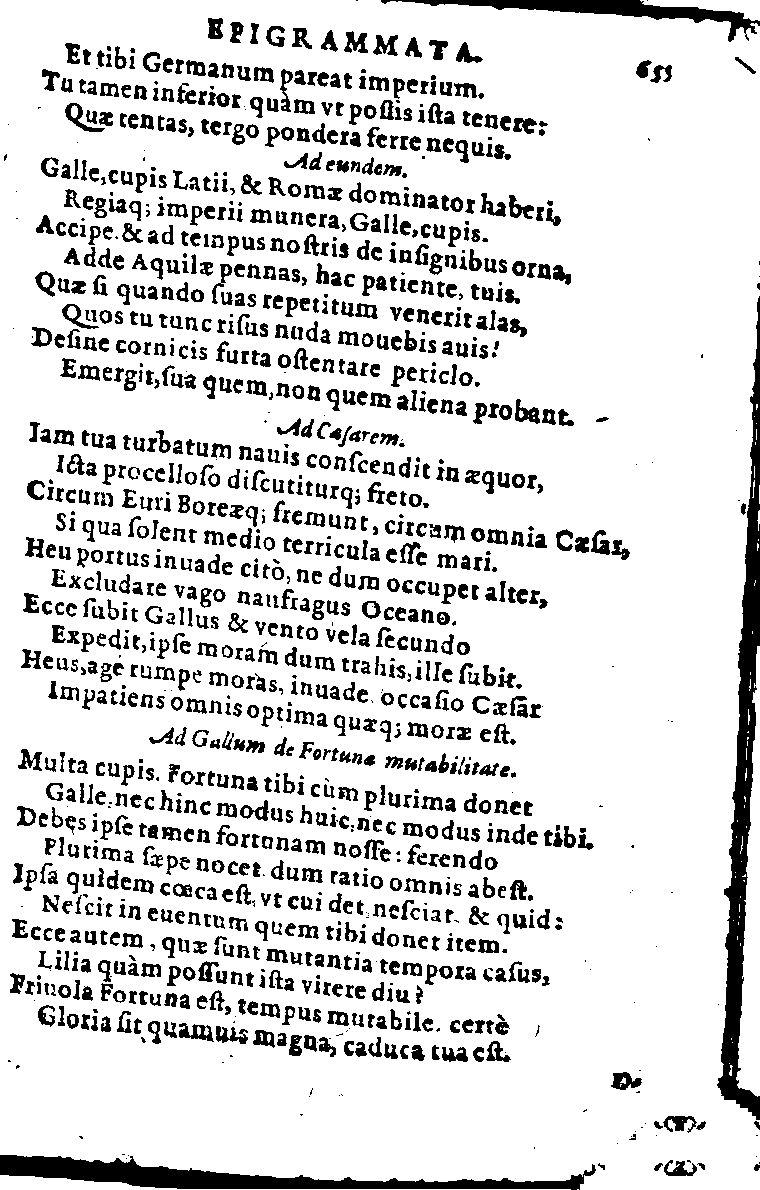 EPIGRAMMATA.
655
Et tibi Germanum pareat imperium.
Tu tamen inferior quàm vt poſſis iſta tenere:
Quæ tentas, tergo pondera ferre nequis.
Ad eundem.
Galle, cupis Latii, & Romæ dominator haberi,
Regiaq; imperii munera, Galle, cupis.
Accipe. & ad tempus noſtris de inſignibus orna,
Adde Aquilæ pennas, hac patiente, tuis.
Quæ ſi quando ſuas repetitum venerit alas,
Quos tu tunc riſus nuda mouebis auis!
Deſine cornicis furta oſtentare periclo.
Emergit, ſua quem, non quem aliena probant.
Ad Cæſarem.
Iam tua turbatum nauis conſcendit in æquor,
Icta procelloſo diſcutiturq; freto.
Circum Euri Boreæq; fremunt, circum omnia Cæſar,
Si qua ſolent medio terricula eſſe mari.
Heu portus inuade citò, ne dum occupet alter,
Excludare vago naufragus Oceano.
Ecce ſubit Gallus & vento vela ſecundo
Expedit, ipſe moram dum trahis, ille ſubit.
Heus, age rumpe moras, inuade. occaſio Cæſar
Impatiens omnis optima quæq; moræ eſt.
Ad Gallum de Fortunæ mutabilitate.
Multa cupis. Fortuna tibi cùm plurima donet
Galle, nec hinc modus huic, nec modus inde tibi.
Debes ipſe tamen fortunam noſſe: ferendo
Plurima ſæpe nocet. dum ratio omnis abeſt.
Ipſa quidem cœca eſt, vt cui det, neſciat. & quid:
Neſcit in euentum quem tibi donet item.
Ecce autem, quæ ſunt mutantia tempora caſus,
Lilia quàm poſſunt iſta virere diu?
Friuola Fortuna eſt, tempus mutabile. certè
Gloria ſit quamuis magna, caduca tua eſt.
De